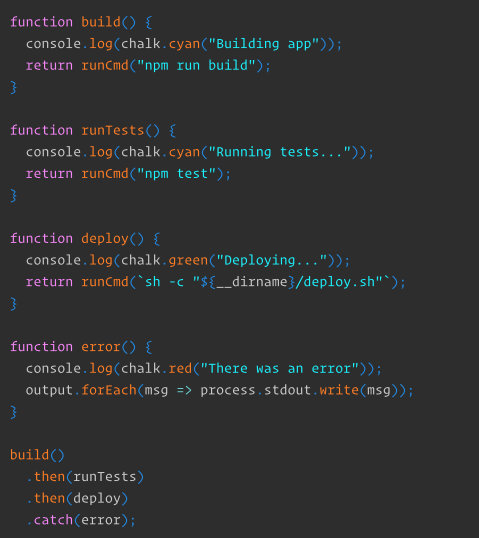 function build() {
  console.log(chalk.cyan("Building app"));
  return runCmd("npm run build");
}

function runTests() {
  console.log(chalk.cyan("Running tests..."));
  return runCmd("npm test");
}

function deploy() {
  console.log(chalk.green("Deploying..."));
  return runCmd(`sh -c "${__dirname}/deploy.sh"`);
}

function error() {
  console.log(chalk.red("There was an error"));
  output.forEach(msg => process.stdout.write(msg));
}

build()
  .then(runTests)
  .then(deploy)
  .catch(error);